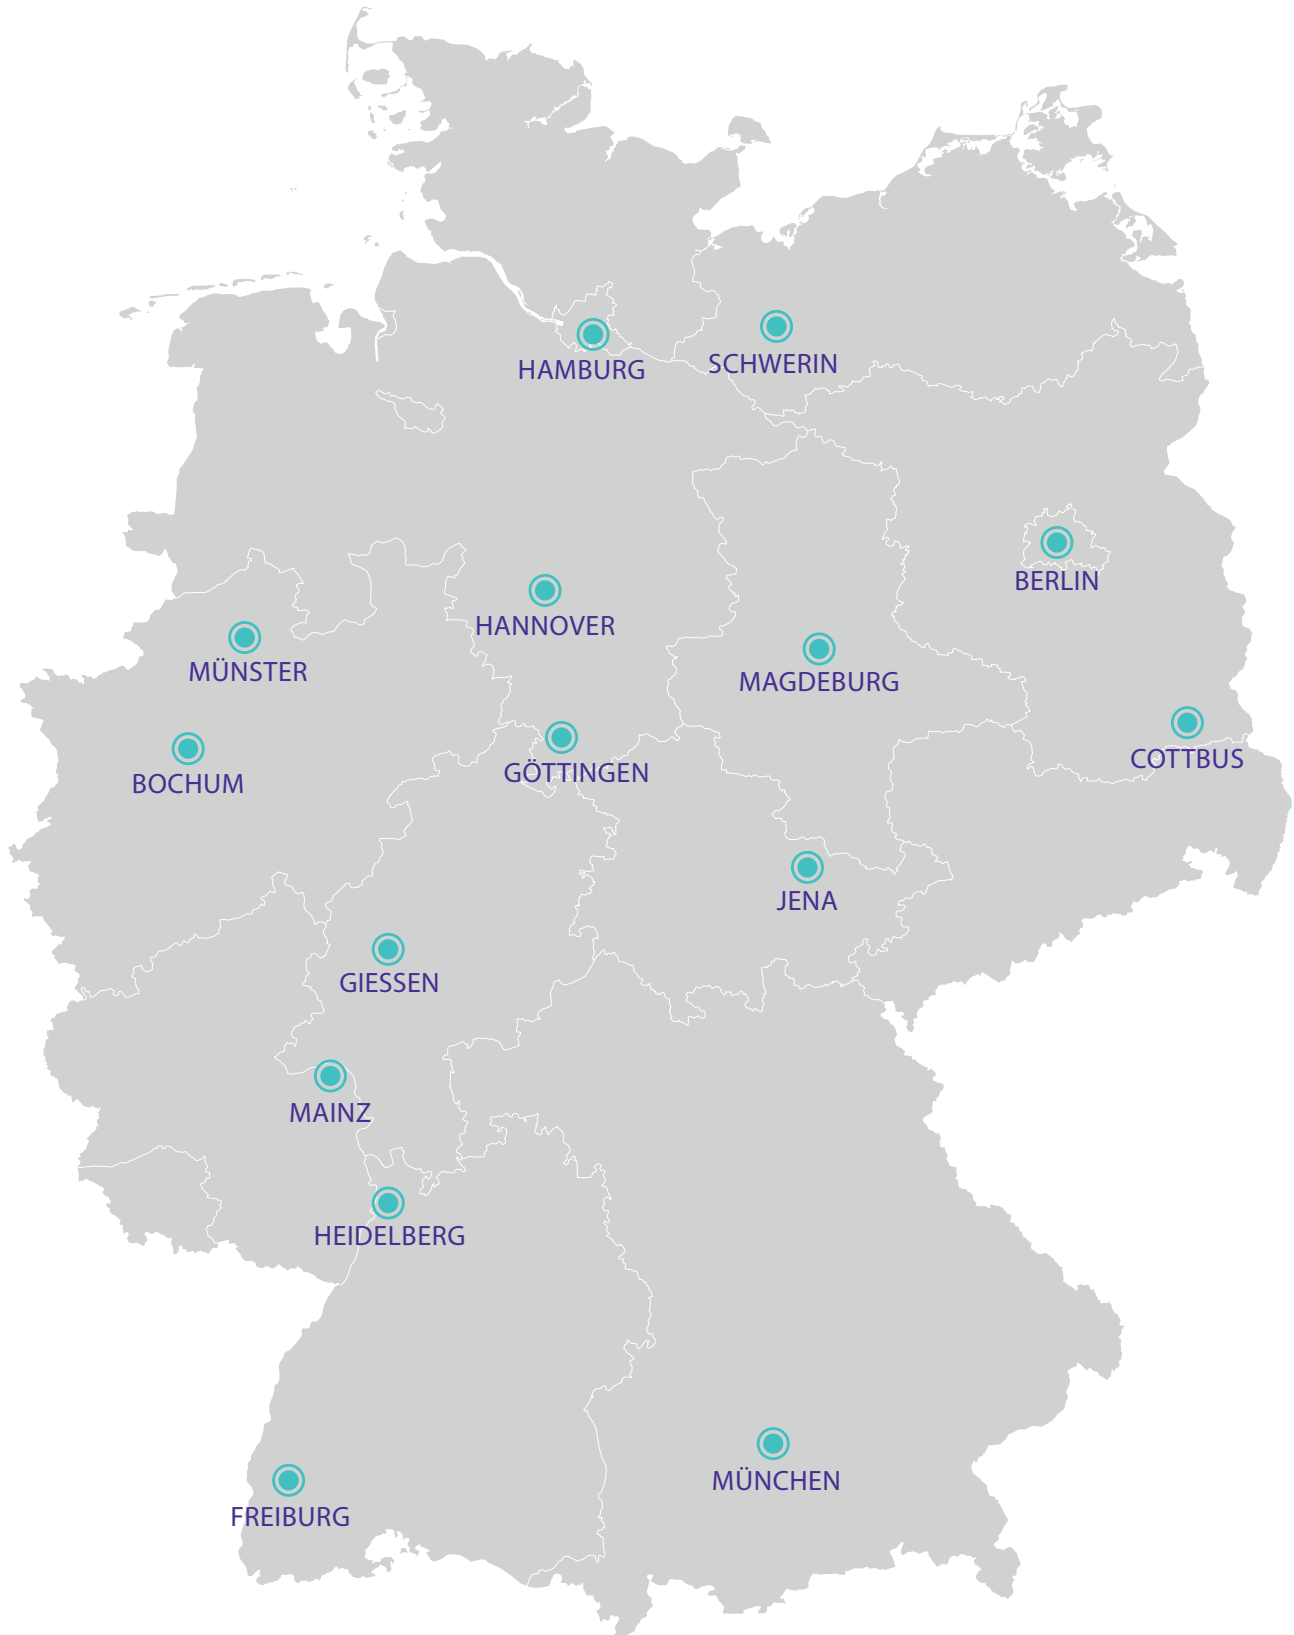 HAMBURG
SCHWERIN
BERLIN
HANNOVER
MÜNSTER
MAGDEBURG
COTTBUS
GÖTTINGEN
BOCHUM
JENA
GIESSEN
MAINZ
HEIDELBERG
MÜNCHEN
FREIBURG